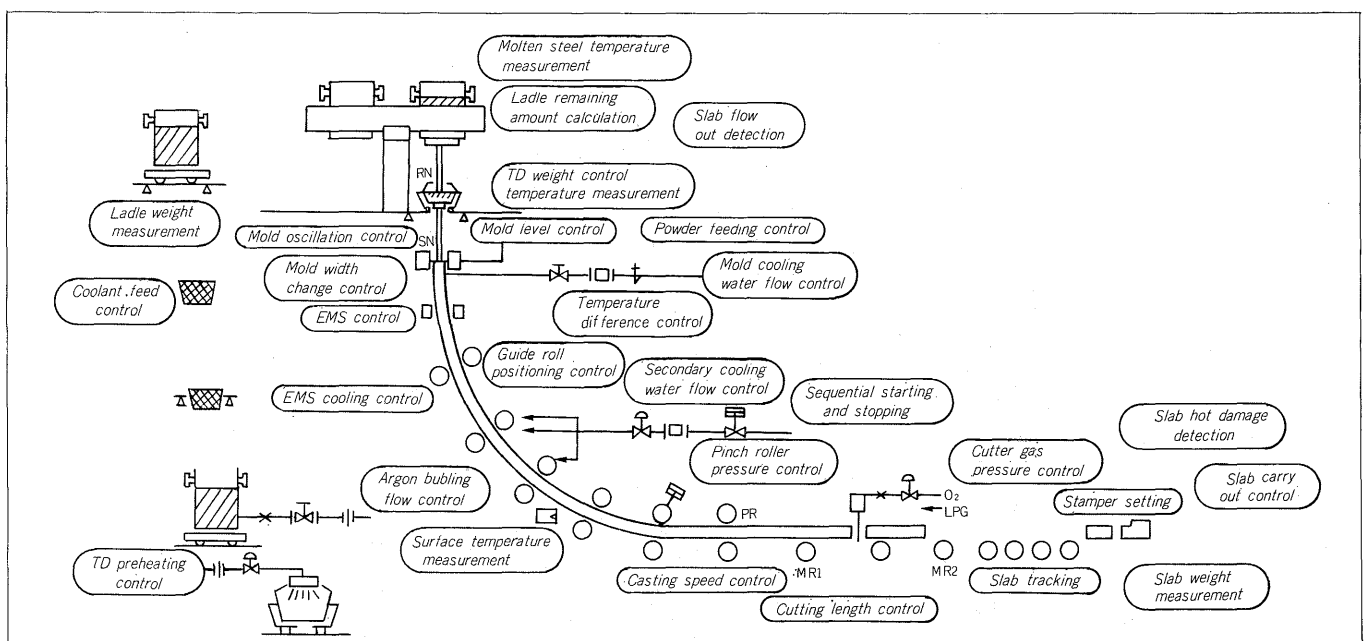 Molten steel temperature
measurement
Ladle remaining
amount calculation
Slab flow
out detection
RN
TD weight control
temperature measurement
Ladle weight
measurement
Mold oscillation control
SN
Mold level control
Powder feeding control
Mold width
change control
Mold cooling
water flow control
Coolant.feed
control
EMS control
Temperature
difference control
Guide roll
positioning control
Secondary cooling
water flow control
Sequential starting
and stopping
EMS cooling control
Slab hot damage
detection
Pinch roller
pressure control
Cutter gas
pressure control
Argon bubling
flow control
Slab carry
out control
O2
LPG
Stamper setting
PR
Surface temperature
measurement
TD preheating
control
Casting speed control
MR1
MR2
Slab tracking
Slab weight
measurement
Cutting length control